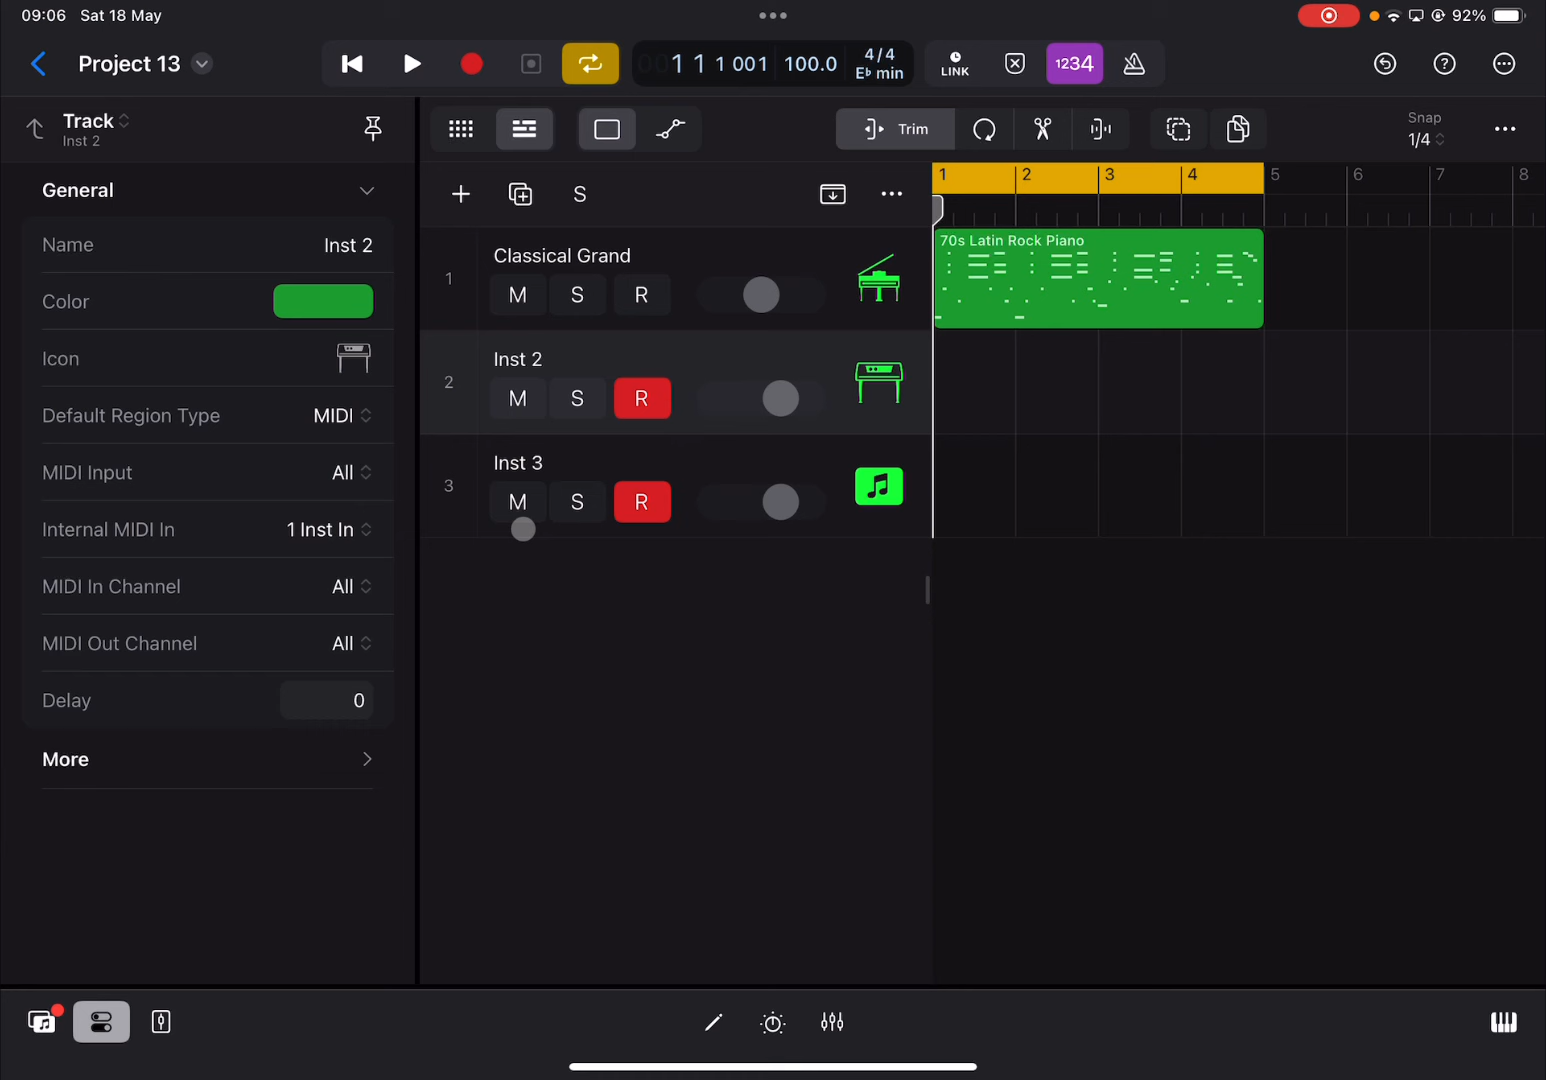 09:06 Sat 18 May
92%
Project 13
1 1 1 001
100.0
4/4
E♭ min
LINK
1234
Track
Inst 2
Trim
Snap
1/4
General
S
1 2 3 4 5 6 7 8
Name Inst 2
Color
Icon
Default Region Type MIDI
MIDI Input All
Internal MIDI In 1 Inst In
MIDI In Channel All
MIDI Out Channel All
Delay 0
More
1
Classical Grand
M S R
70s Latin Rock Piano
2
Inst 2
M S R
3
Inst 3
M S R